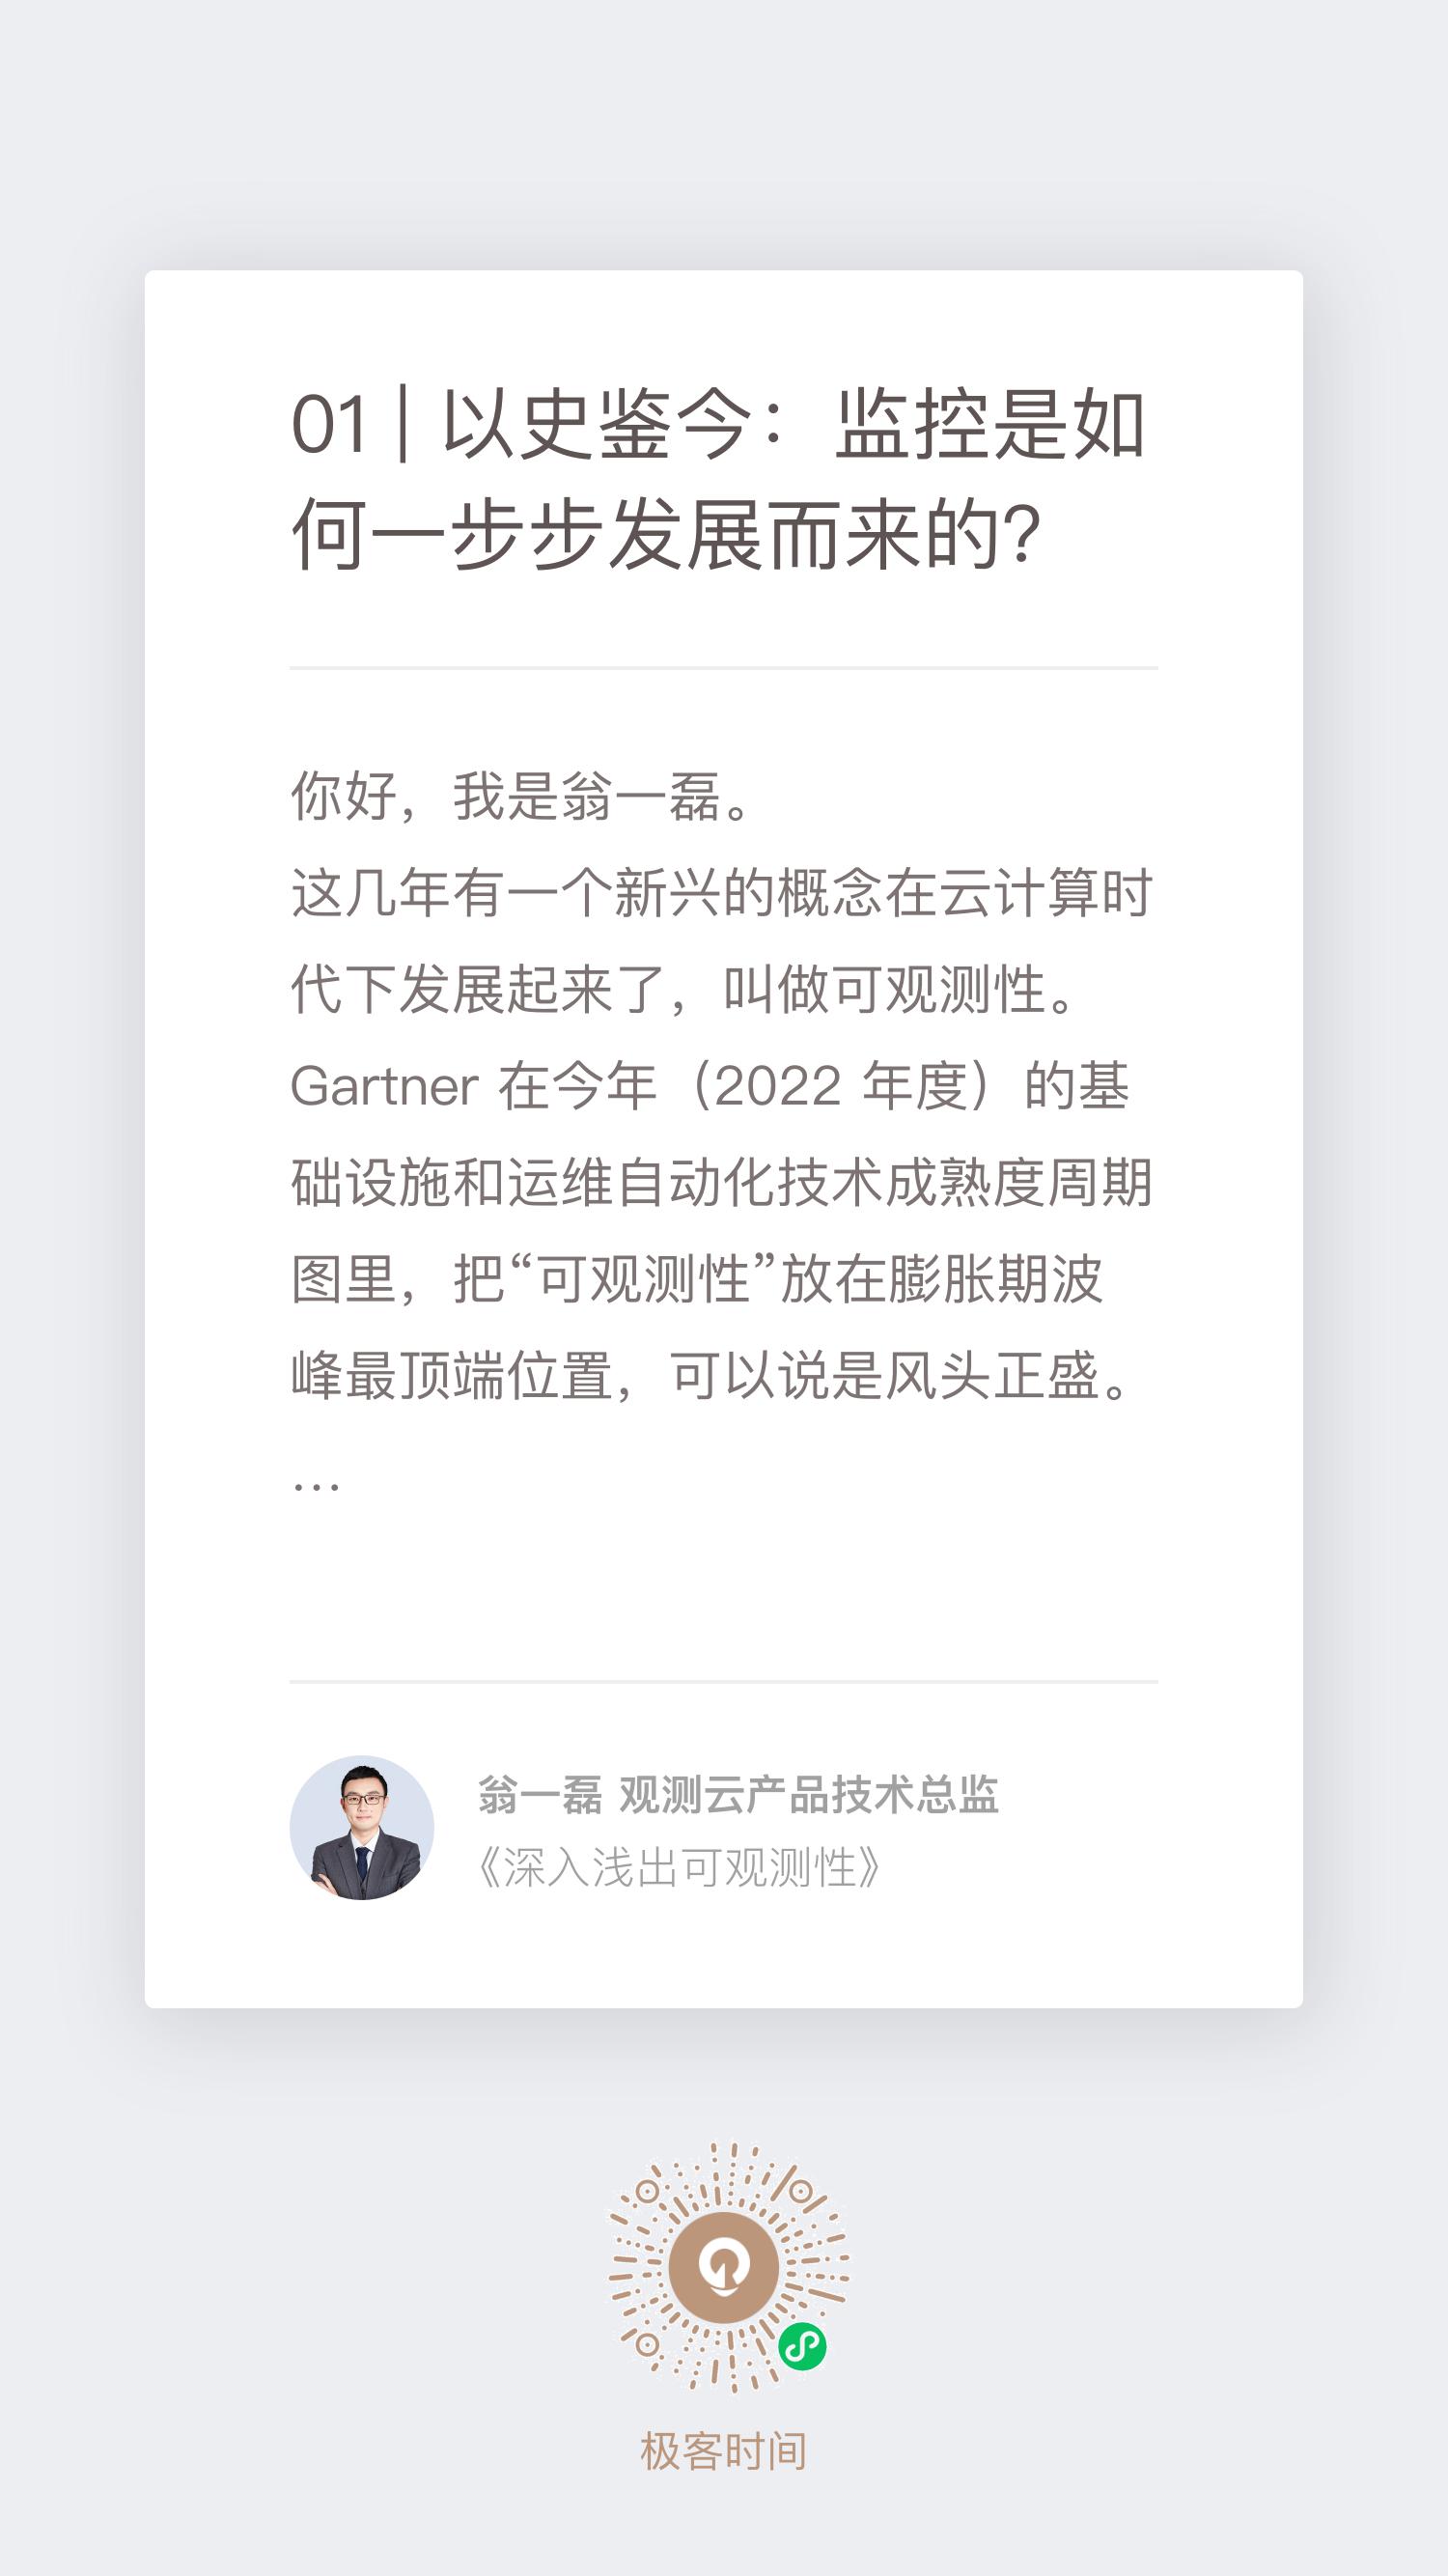 01 | 以史鉴今：监控是如
何一步步发展而来的？
你好，我是翁一磊。
这几年有一个新兴的概念在云计算时
代下发展起来了，叫做可观测性。
Gartner 在今年（2022 年度）的基
础设施和运维自动化技术成熟度周期
图里，把“可观测性”放在膨胀期波
峰最顶端位置，可以说是风头正盛。
...
翁一磊 观测云产品技术总监
《深入浅出可观测性》
极客时间